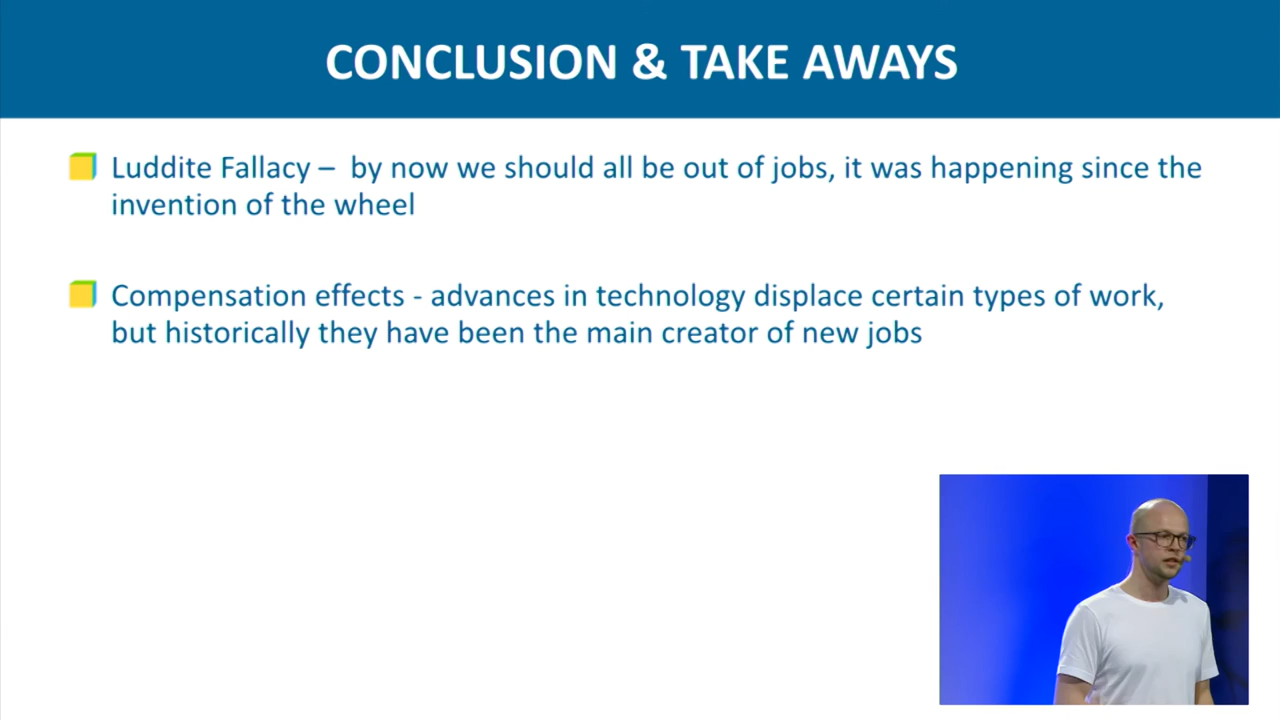 CONCLUSION & TAKE AWAYS
Luddite Fallacy –  by now we should all be out of jobs, it was happening since the
invention of the wheel
Compensation effects - advances in technology displace certain types of work,
but historically they have been the main creator of new jobs